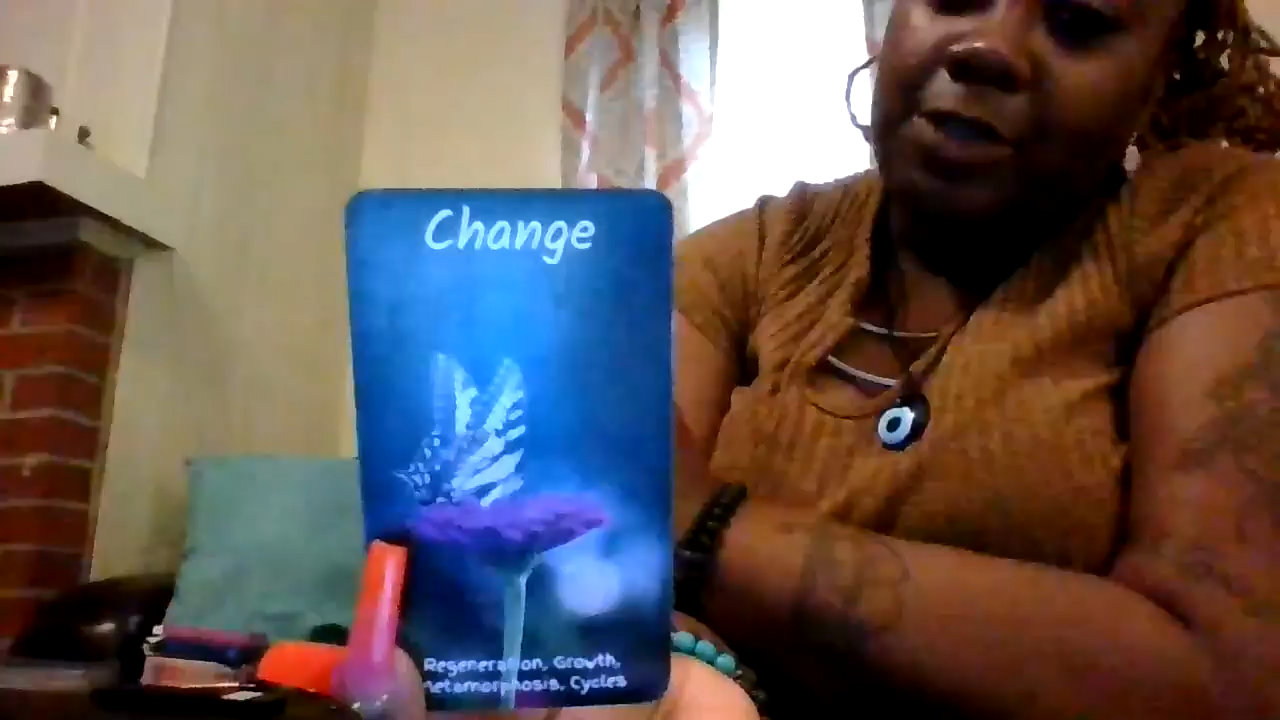 Change
Regeneration, Growth,
metamorphosis, Cycles